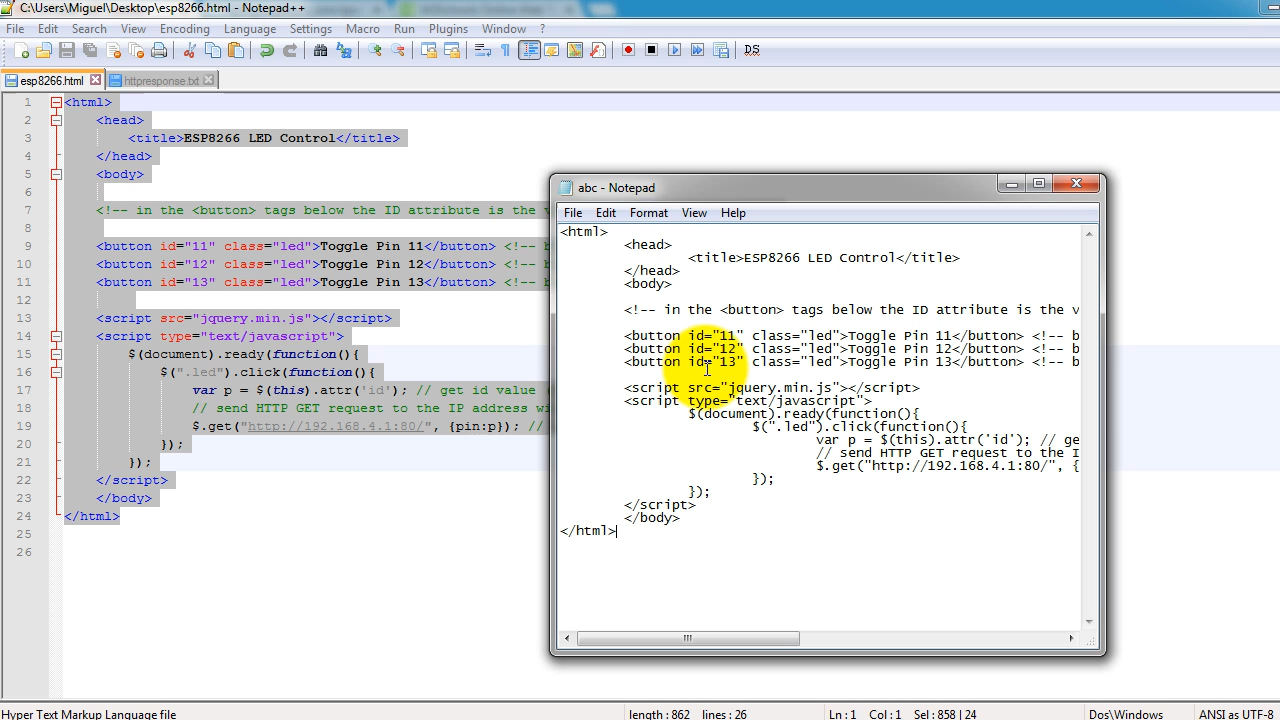 C:\Users\Miguel\Desktop\esp8266.html - Notepad++
File Edit Search View Encoding Language Settings Macro Run Plugins Window ?
esp8266.html httpresponse.txt
1 <html>
2 <head>
3 <title>ESP8266 LED Control</title>
4 </head>
5 <body>
6
7 <!-- in the <button> tags below the ID attribute is the v
8
9 <button id="11" class="led">Toggle Pin 11</button> <!-- b
10 <button id="12" class="led">Toggle Pin 12</button> <!-- b
11 <button id="13" class="led">Toggle Pin 13</button> <!-- b
12
13 <script src="jquery.min.js"></script>
14 <script type="text/javascript">
15 $(document).ready(function(){
16 $(".led").click(function(){
17 var p = $(this).attr('id'); // get id value (
18 // send HTTP GET request to the IP address wi
19 $.get("http://192.168.4.1:80/", {pin:p}); //
20 });
21 });
22 </script>
23 </body>
24 </html>
25
26
abc - Notepad
File Edit Format View Help
<html>
<head>
<title>ESP8266 LED Control</title>
</head>
<body>
<!-- in the <button> tags below the ID attribute is the v
<button id="11" class="led">Toggle Pin 11</button> <!-- b
<button id="12" class="led">Toggle Pin 12</button> <!-- b
<button id="13" class="led">Toggle Pin 13</button> <!-- b
<script src="jquery.min.js"></script>
<script type="text/javascript">
$(document).ready(function(){
$(".led").click(function(){
var p = $(this).attr('id'); // ge
// send HTTP GET request to the I
$.get("http://192.168.4.1:80/", {
});
});
</script>
</body>
</html>
Hyper Text Markup Language file length : 862 lines : 26 Ln : 1 Col : 1 Sel : 858 | 24 Dos\Windows ANSI as UTF-8